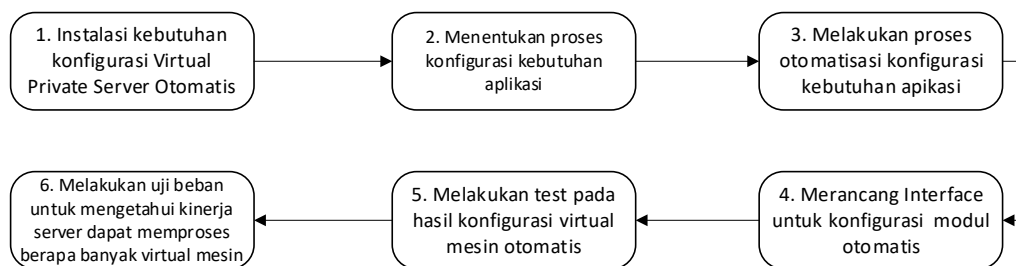 1. Instalasi kebutuhan
konfigurasi Virtual
Private Server Otomatis
2. Menentukan proses
konfigurasi kebutuhan
aplikasi
3. Melakukan proses
otomatisasi konfigurasi
kebutuhan apikasi
4. Merancang Interface
untuk konfigurasi modul
otomatis
5. Melakukan test pada
hasil konfigurasi virtual
mesin otomatis
6. Melakukan uji beban
untuk mengetahui kinerja
server dapat memproses
berapa banyak virtual mesin